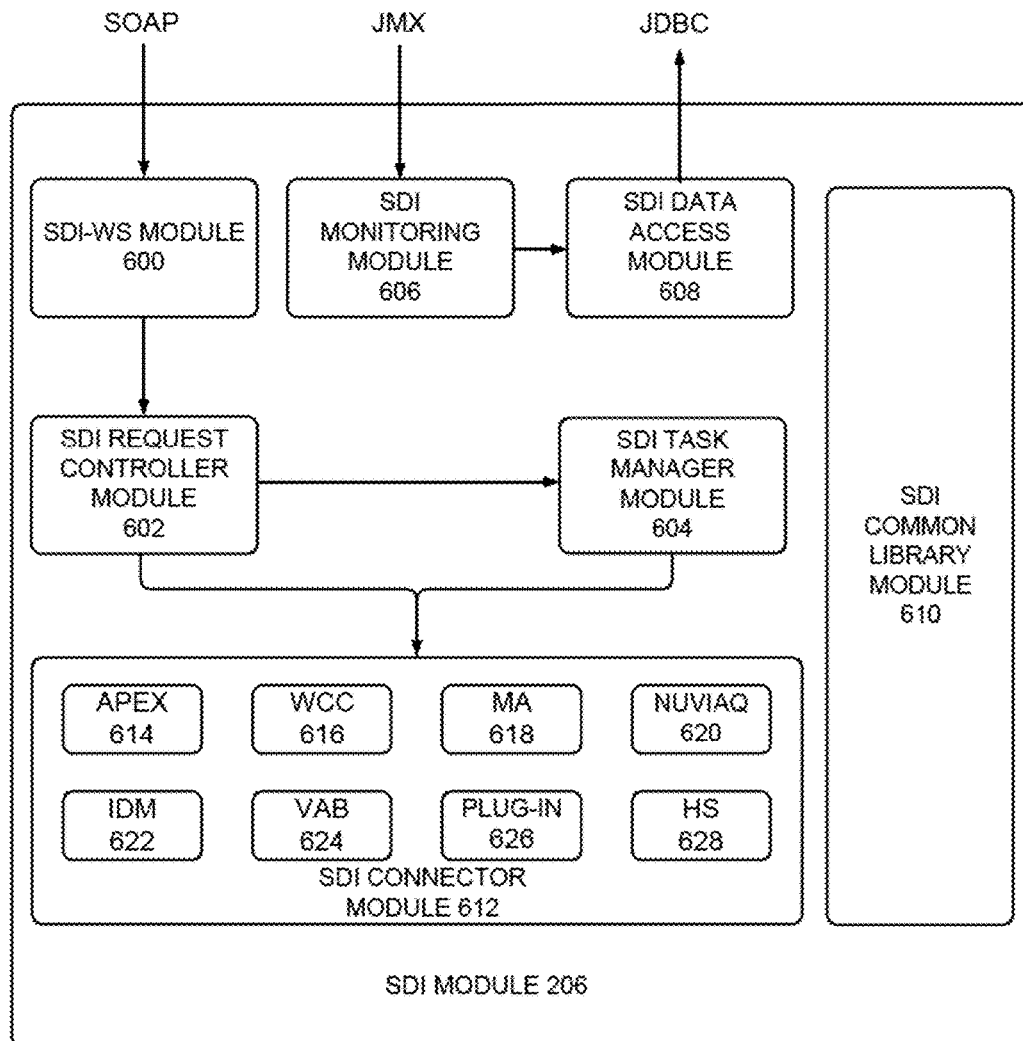 SOAP
JMX
JDBC
SDI-WS MODULE
600
SDI
MONITORING
MODULE
606
SDI DATA
ACCESS
MODULE
608
SDI REQUEST
CONTROLLER
MODULE
602
SDI TASK
MANAGER
MODULE
604
SDI
COMMON
LIBRARY
MODULE
610
APEX
614
WCC
616
MA
618
NUVIAQ
620
IDM
622
VAB
624
PLUG-IN
626
HS
628
SDI CONNECTOR
MODULE 612
SDI MODULE 206